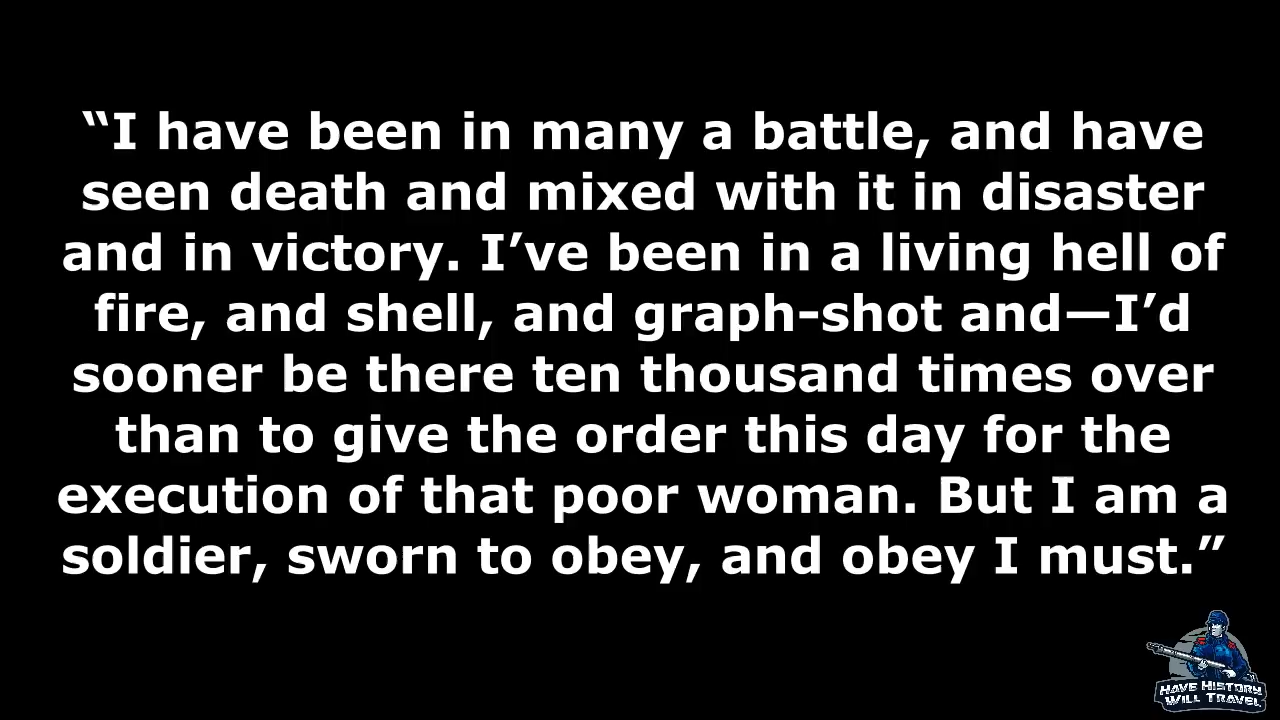 “I have been in many a battle, and have
seen death and mixed with it in disaster
and in victory. I’ve been in a living hell of
fire, and shell, and graph-shot and—I’d
sooner be there ten thousand times over
than to give the order this day for the
execution of that poor woman. But I am a
soldier, sworn to obey, and obey I must.”
HAVE HISTORY
WILL TRAVEL